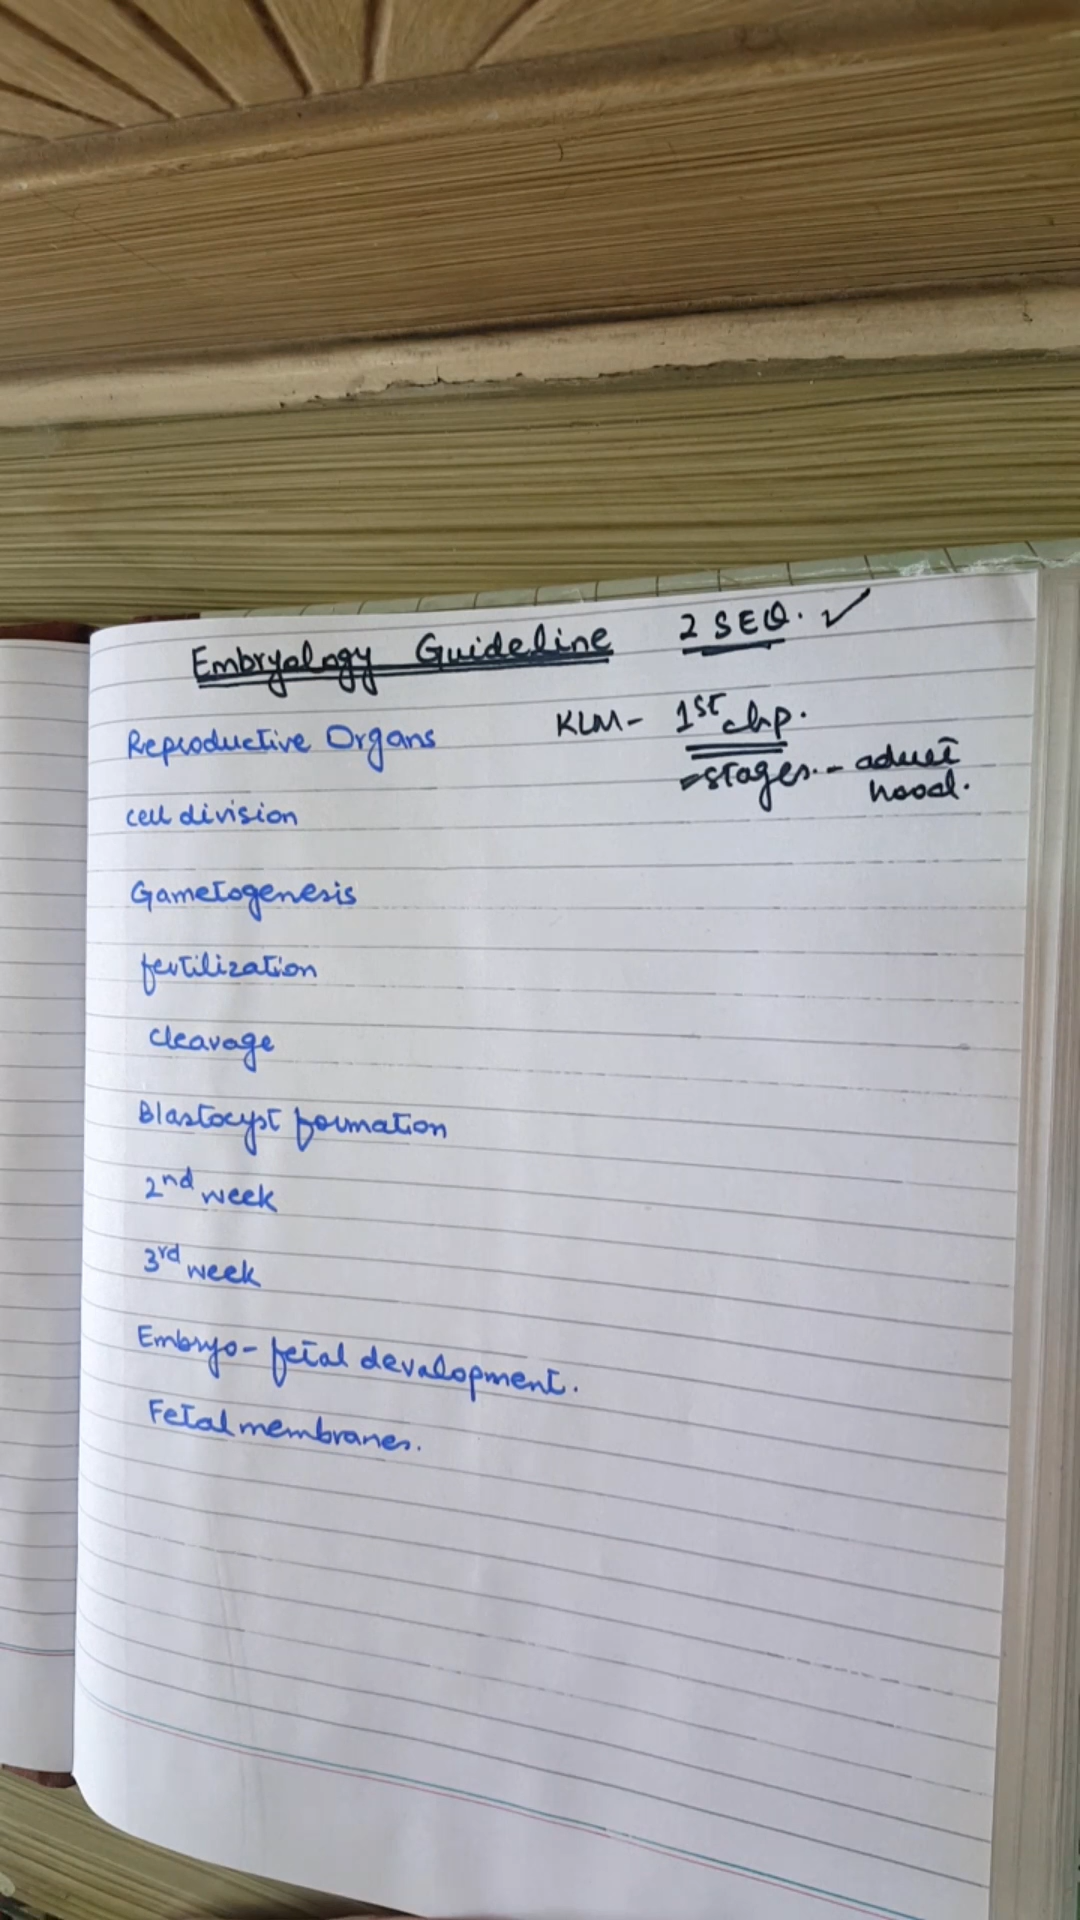 Embryology Guideline 2 SEQ. ✓
Reproductive Organs KLM- 1st chp.
stages. - adult
hood.
cell division
Gametogenesis
fertilization
cleavage
Blastocyst formation
2nd week
3rd week
Embryo- fetal devalopment.
Fetal membranes.